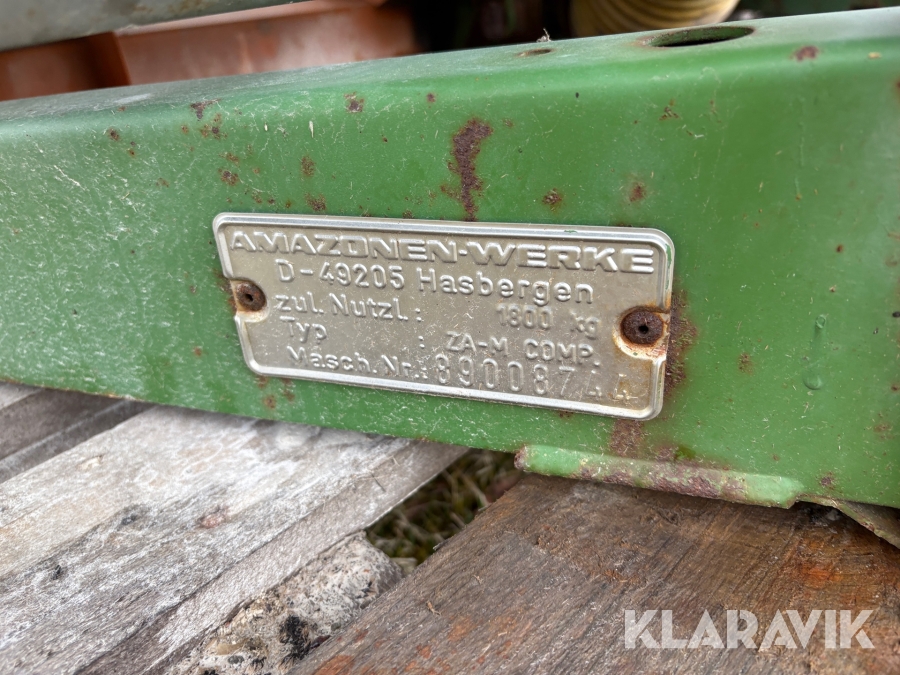 AMAZONEN-WERKE
D-49205 Hasbergen
zul. Nutzl.: 1800 kg
Typ : ZA-M COMP.
Masch. Nr.: 89008744
KLARAVIK